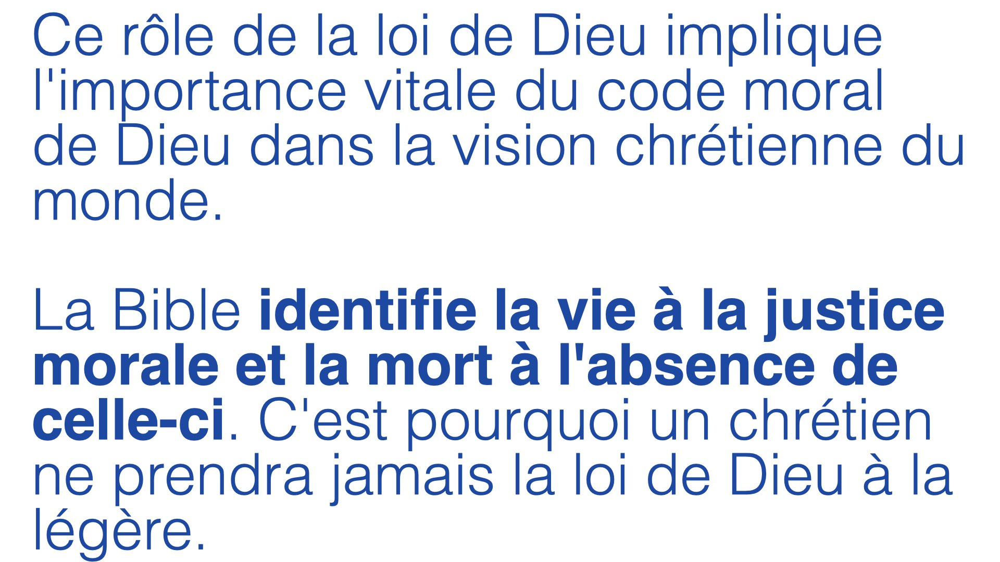 Ce rôle de la loi de Dieu implique
l'importance vitale du code moral
de Dieu dans la vision chrétienne du
monde.
La Bible identifie la vie à la justice
morale et la mort à l'absence de
celle-ci. C'est pourquoi un chrétien
ne prendra jamais la loi de Dieu à la
légère.